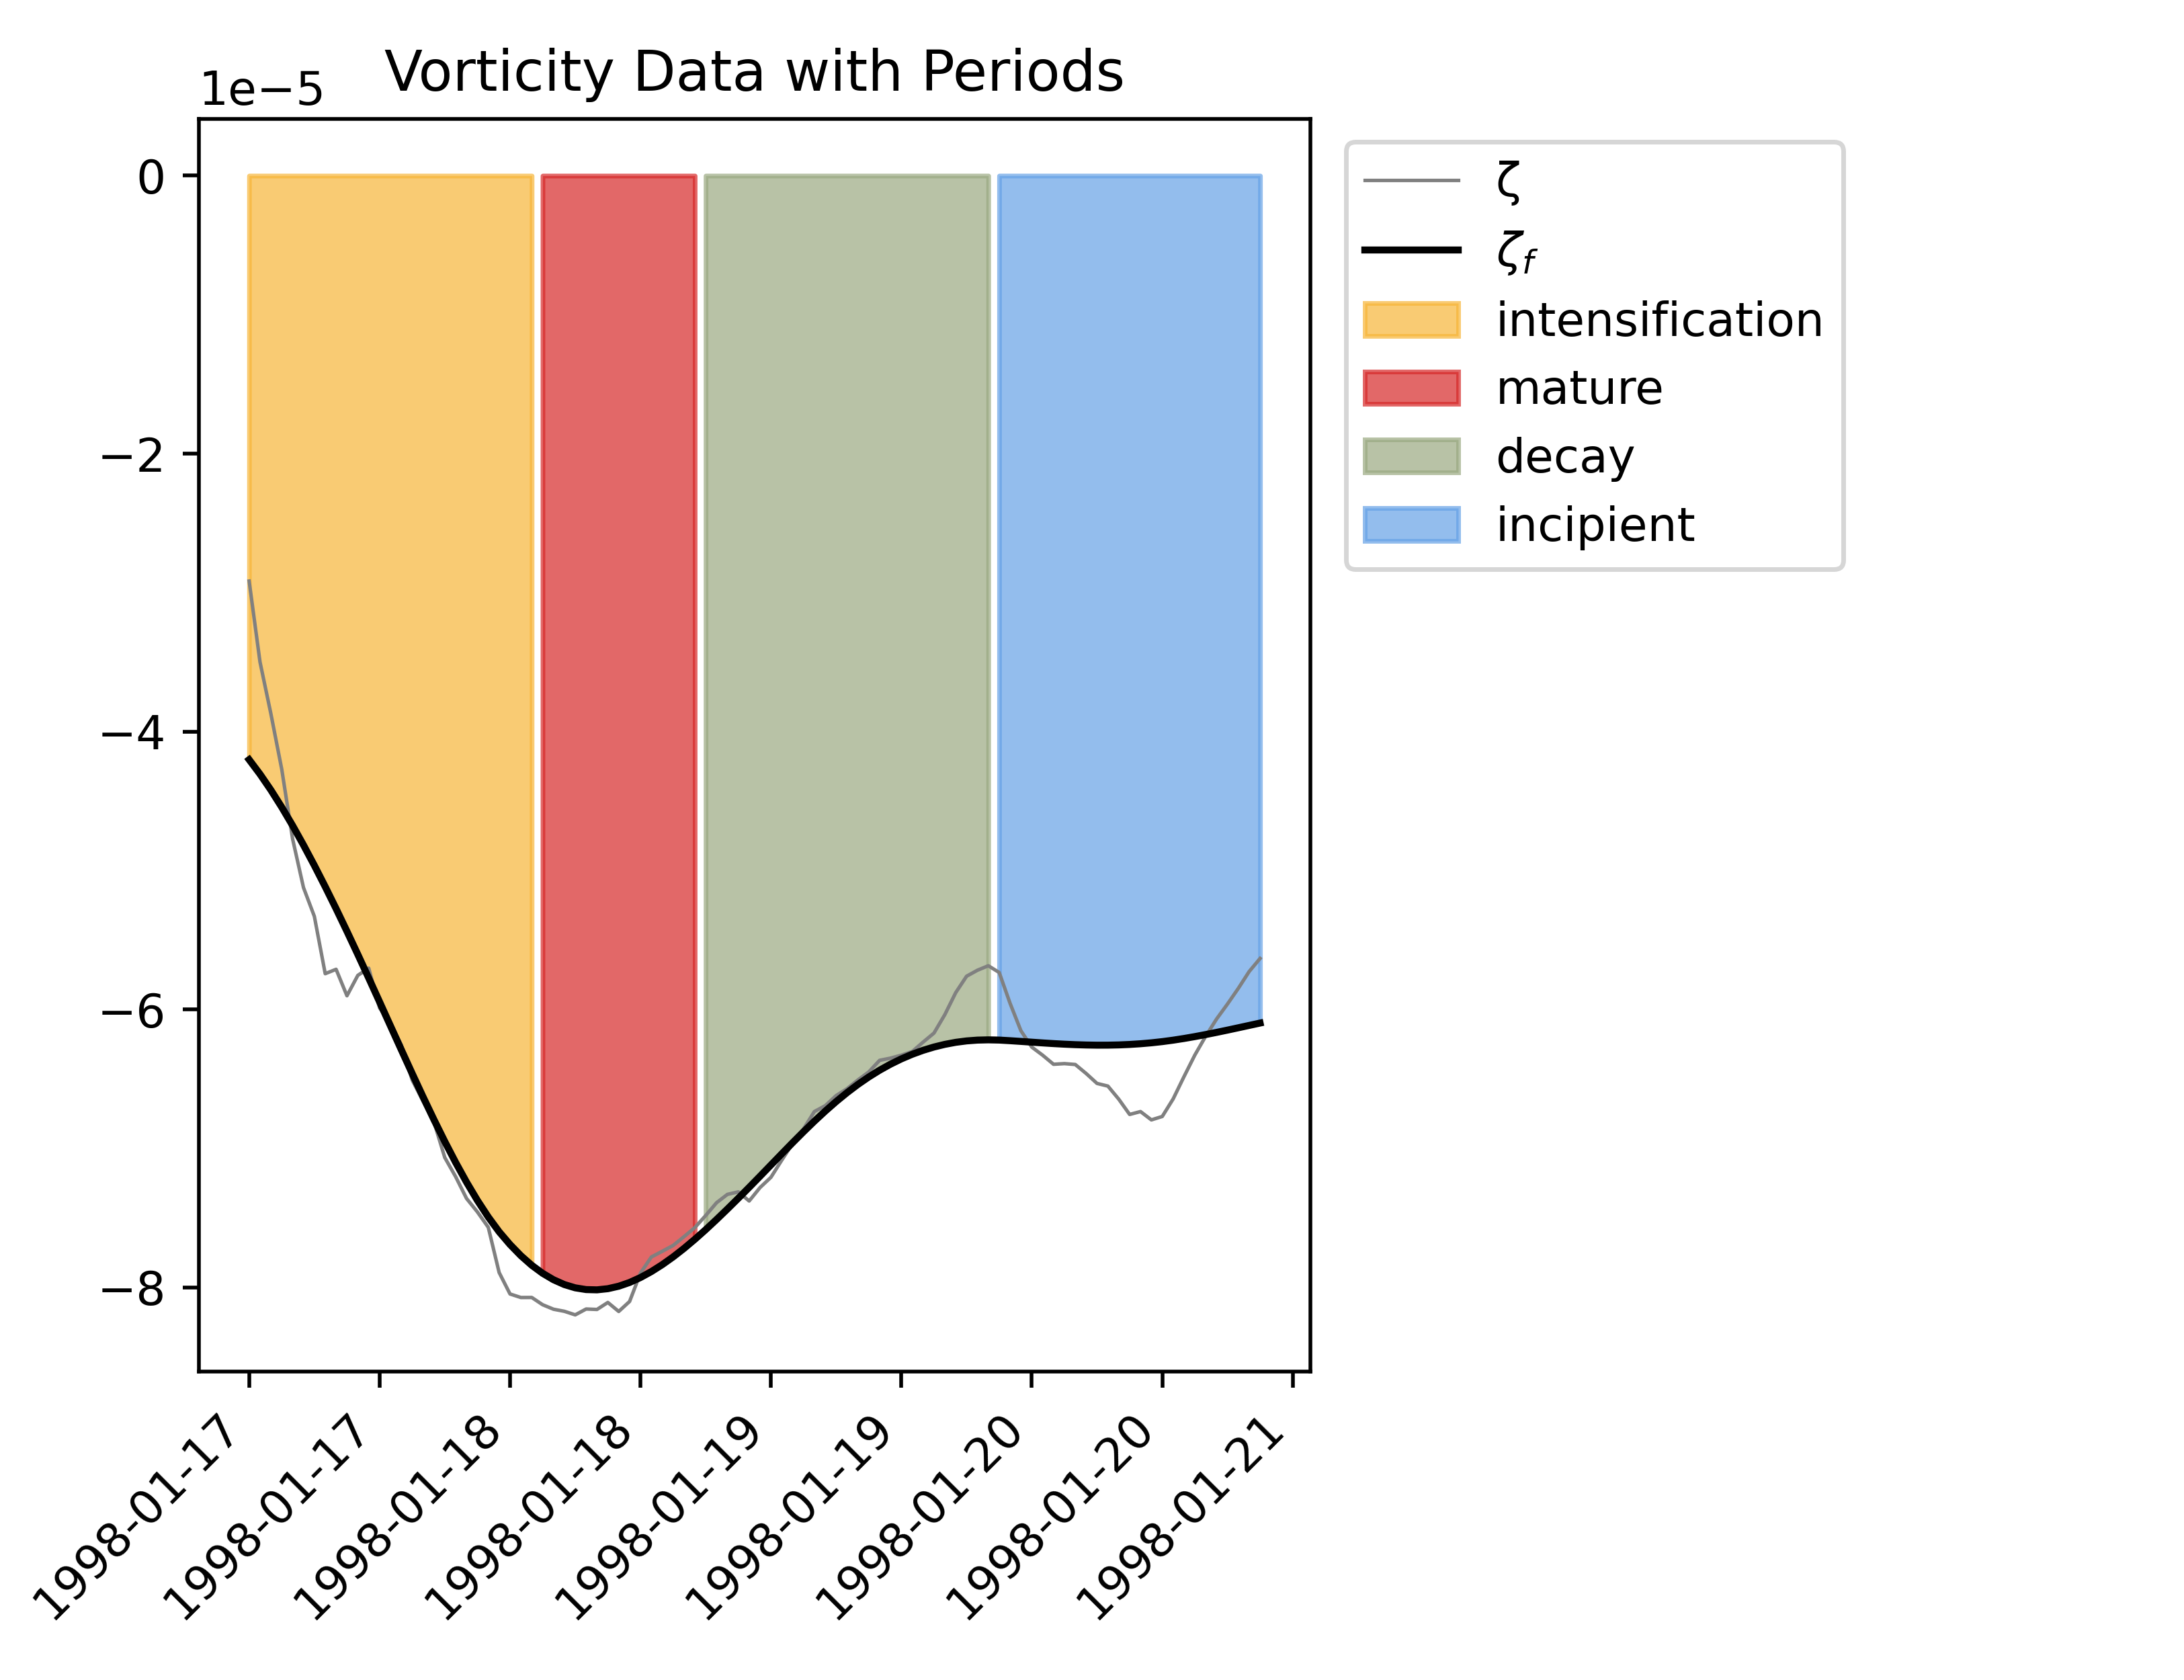 Vorticity Data with Periods
1e−5
0
−2
−4
−6
−8
1998-01-17
1998-01-17
1998-01-18
1998-01-18
1998-01-19
1998-01-19
1998-01-20
1998-01-20
1998-01-21
ζ
ζf
intensification
mature
decay
incipient